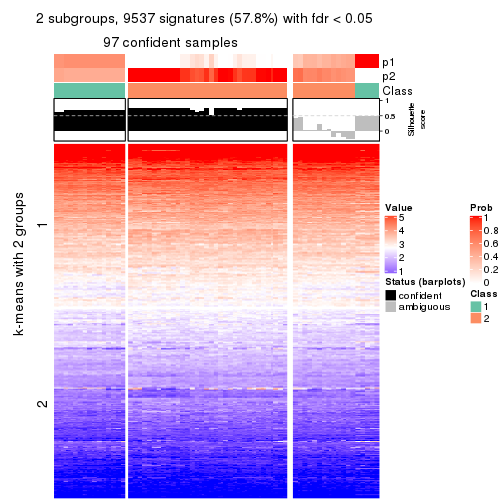 2 subgroups, 9537 signatures (57.8%) with fdr < 0.05
97 confident samples
p1
p2
Class
1
0.5
0
Silhouette
score
k-means with 2 groups
1
2
Value
5
4
3
2
1
Status (barplots)
confident
ambiguous
Prob
1
0.8
0.6
0.4
0.2
0
Class
1
2